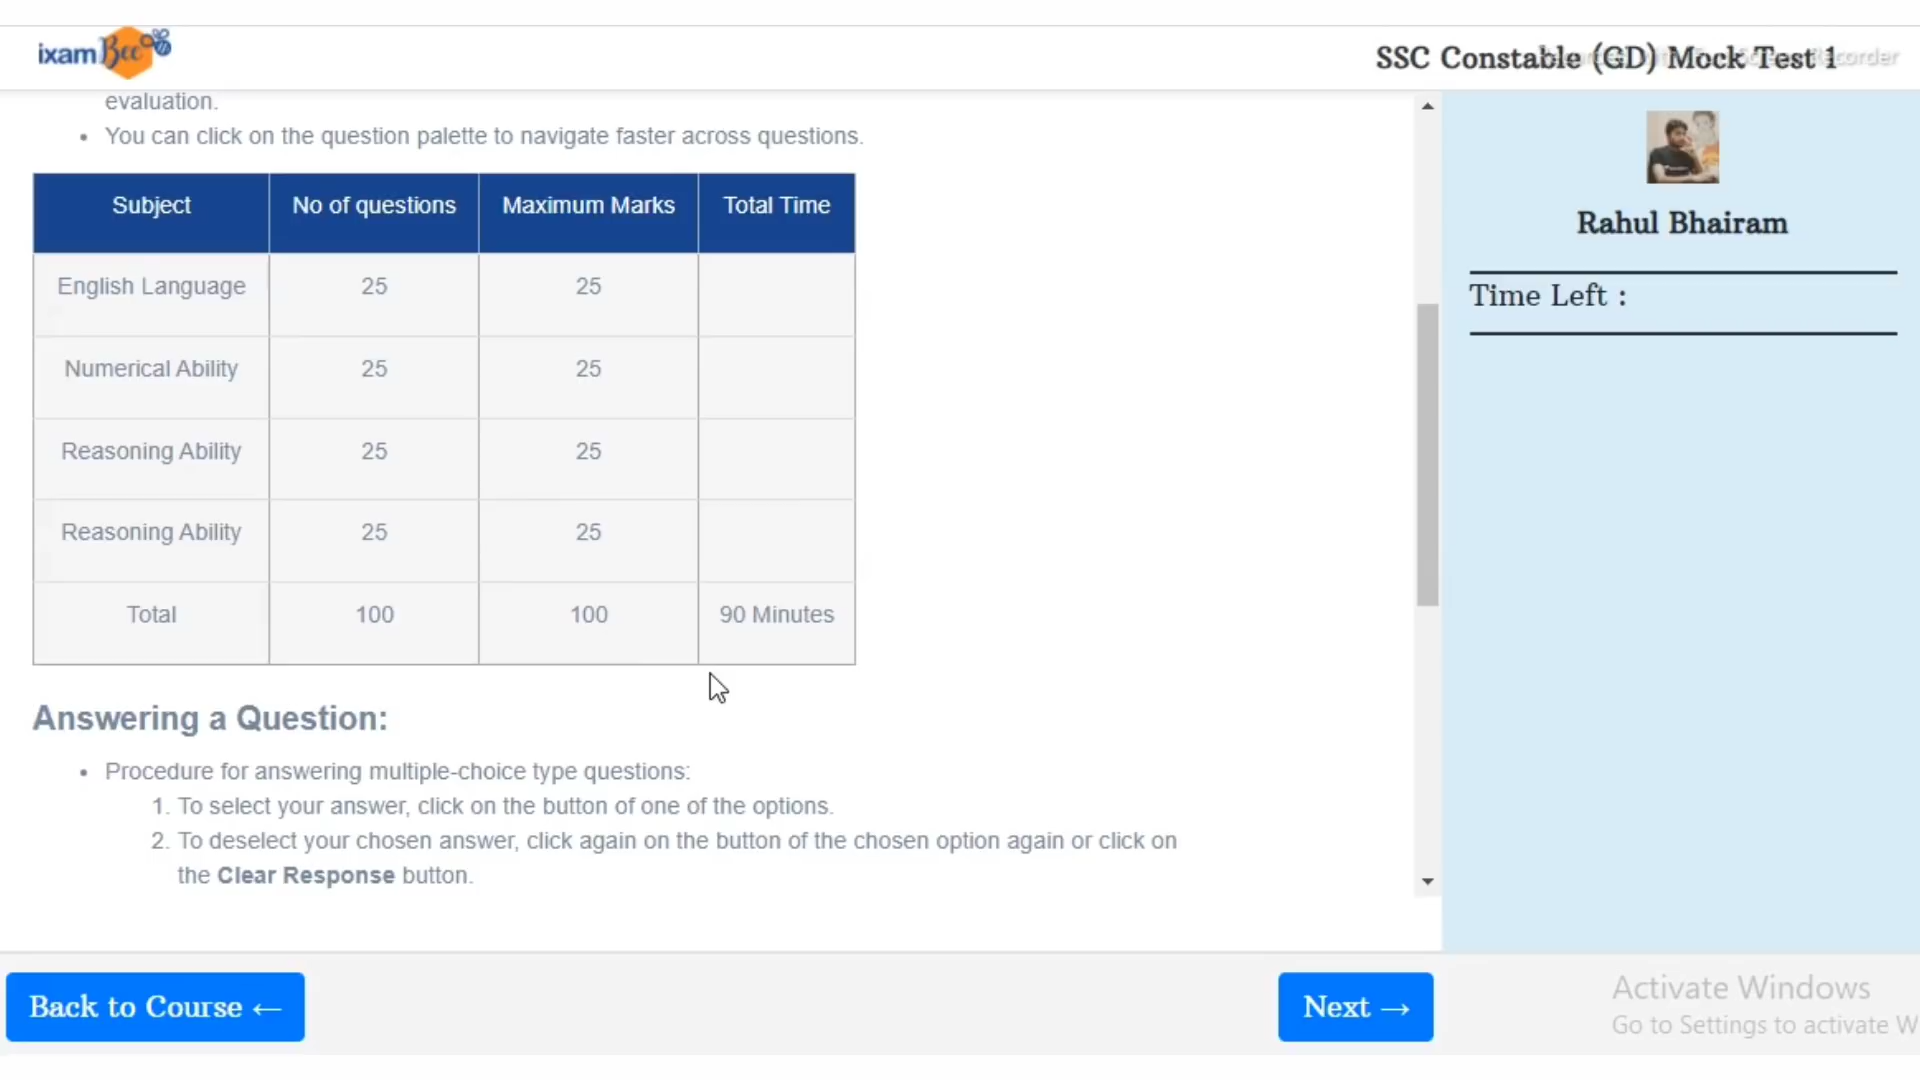 ixamBee
SSC Constable (GD) Mock Test 1
evaluation.
• You can click on the question palette to navigate faster across questions.
Subject No of questions Maximum Marks Total Time
English Language 25 25
Numerical Ability 25 25
Reasoning Ability 25 25
Reasoning Ability 25 25
Total 100 100 90 Minutes
Answering a Question:
• Procedure for answering multiple-choice type questions:
1. To select your answer, click on the button of one of the options.
2. To deselect your chosen answer, click again on the button of the chosen option again or click on
the Clear Response button.
Rahul Bhairam
Time Left :
Back to Course ←
Next →
Activate Windows
Go to Settings to activate W